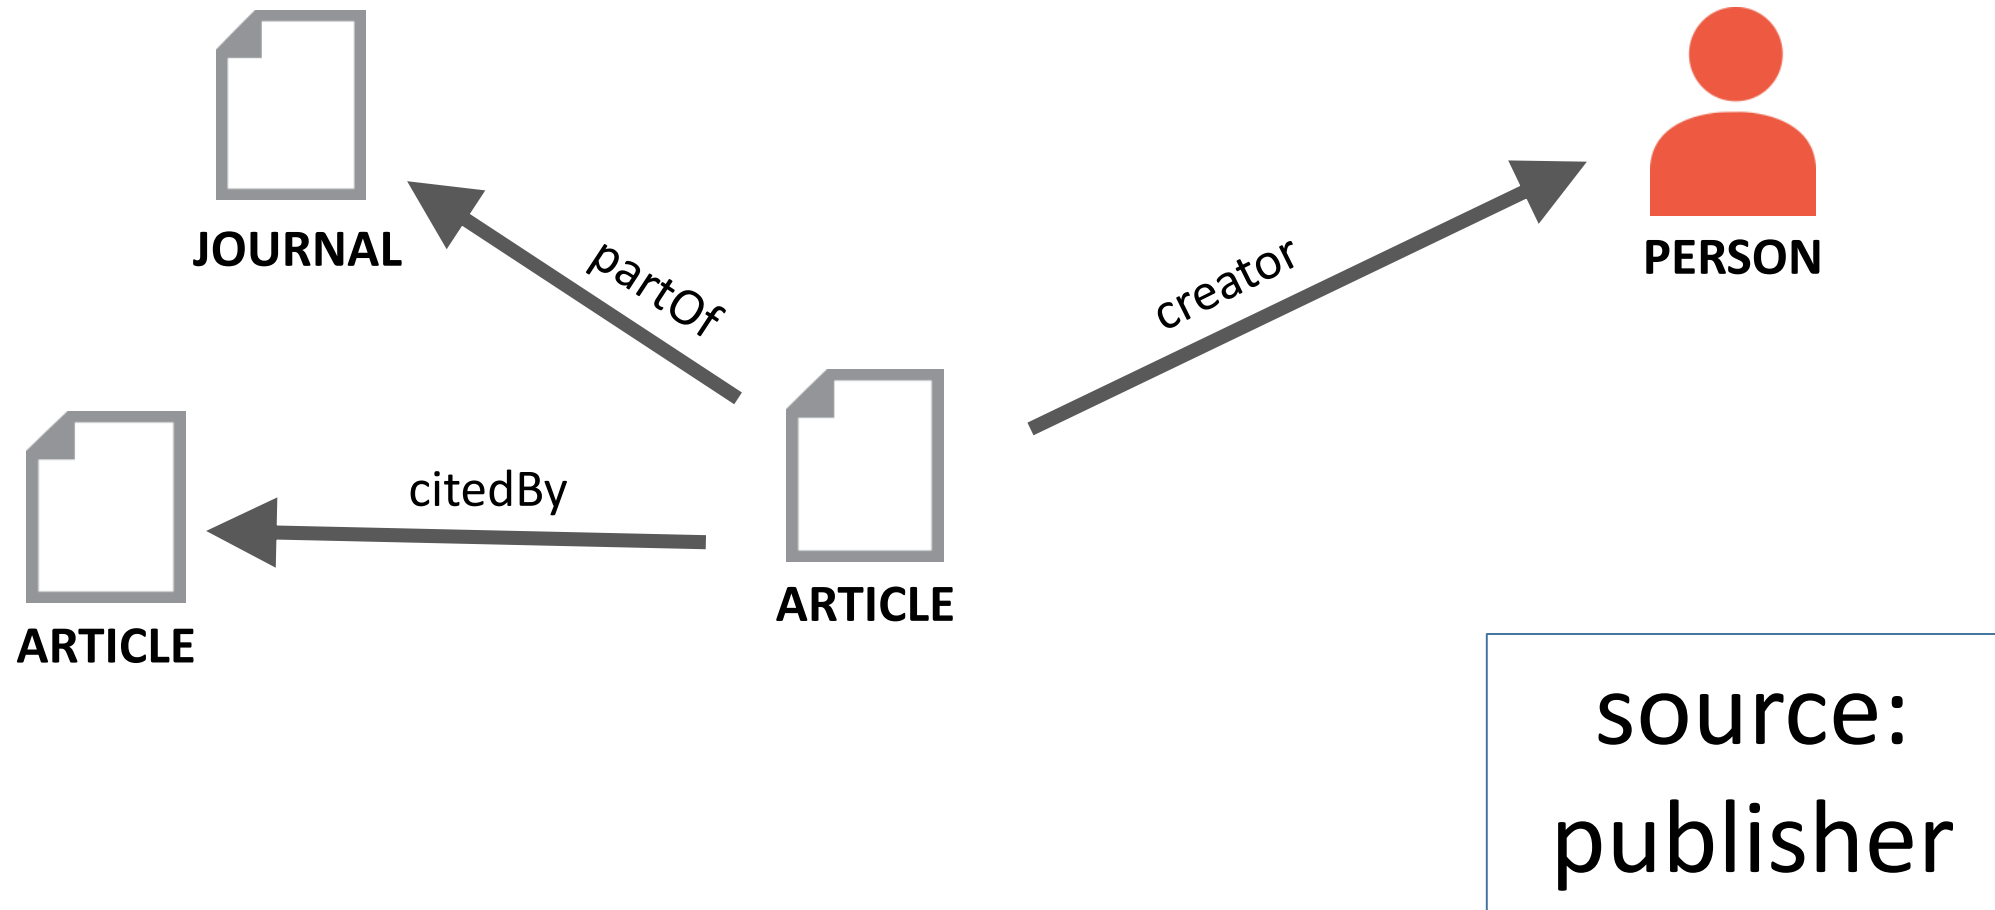 JOURNAL
PERSON
partOf
creator
citedBy
ARTICLE
ARTICLE
source:
publisher